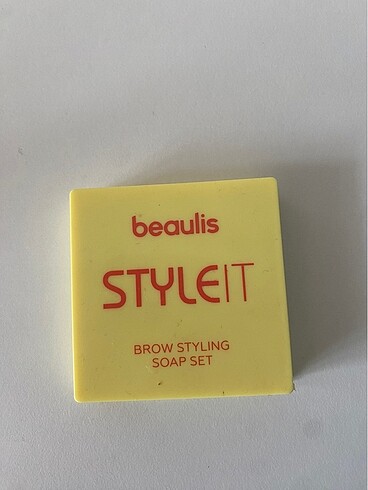 beaulis
STYLEIT
BROW STYLING
SOAP SET